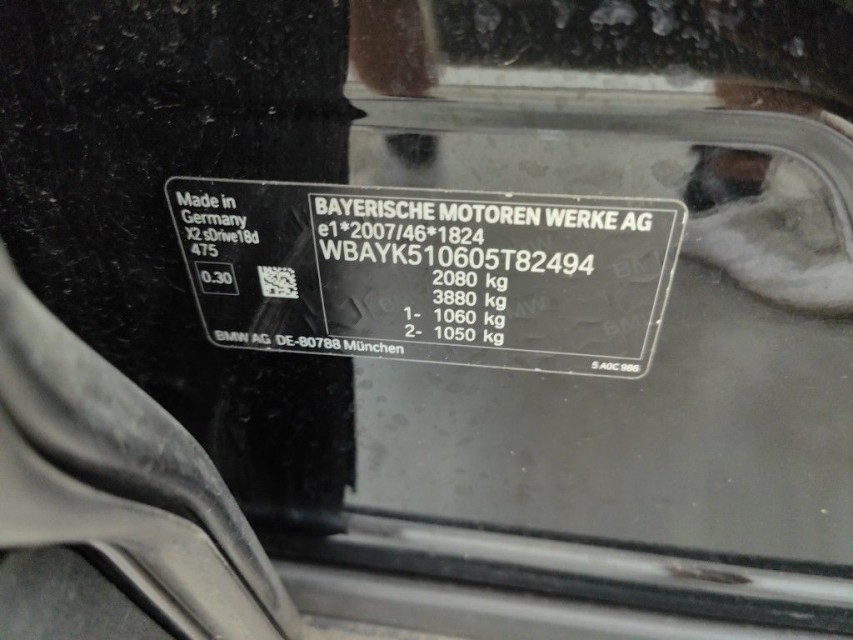 Made in
Germany
X2 sDrive18d
475
0.30
BMW AG DE-80788 München
BAYERISCHE MOTOREN WERKE AG
e1*2007/46*1824
WBAYK510605T82494
2080 kg
3880 kg
1- 1060 kg
2- 1050 kg
5 A0C 9B6